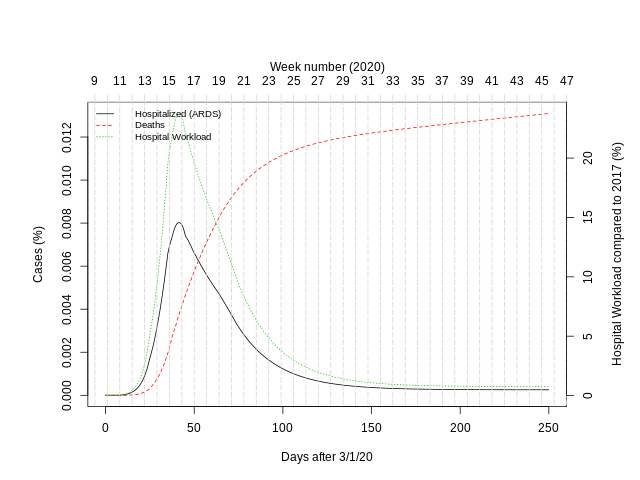 Week number (2020)
9 11 13 15 17 19 21 23 25 27 29 31 33 35 37 39 41 43 45 47
Hospitalized (ARDS)
Deaths
Hospital Workload
Cases (%)
0.000 0.002 0.004 0.006 0.008 0.010 0.012
Hospital Workload compared to 2017 (%)
0 5 10 15 20
0 50 100 150 200 250
Days after 3/1/20